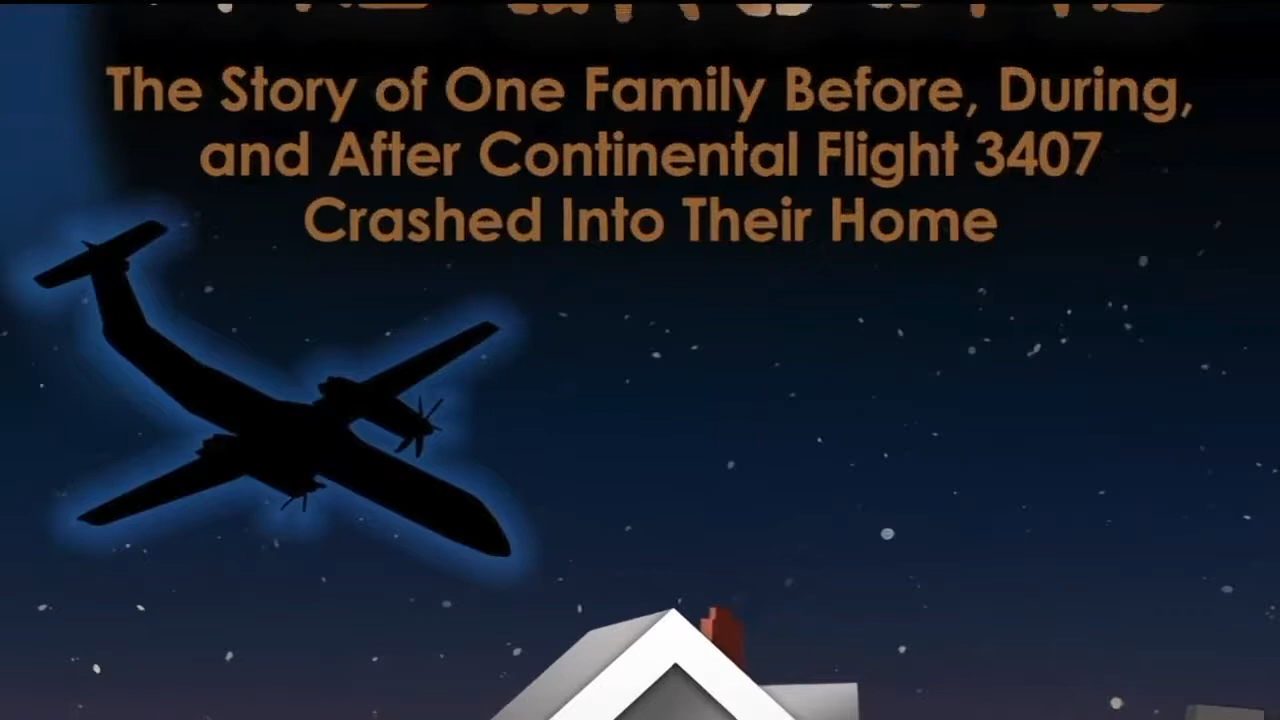 The Story of One Family Before, During,
and After Continental Flight 3407
Crashed Into Their Home